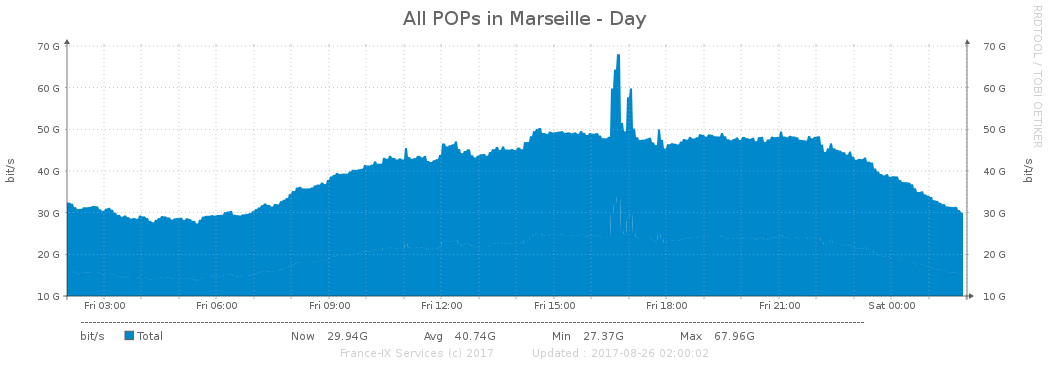 All POPs in Marseille - Day
RRDTOOL / TOBI OETIKER
bit/s
70 G 70 G
60 G 60 G
50 G 50 G
40 G 40 G
30 G 30 G
20 G 20 G
10 G 10 G
bit/s
Fri 03:00 Fri 06:00 Fri 09:00 Fri 12:00 Fri 15:00 Fri 18:00 Fri 21:00 Sat 00:00
bit/s Total Now 29.94G Avg 40.74G Min 27.37G Max 67.96G
France-IX Services (c) 2017 Updated : 2017-08-26 02:00:02